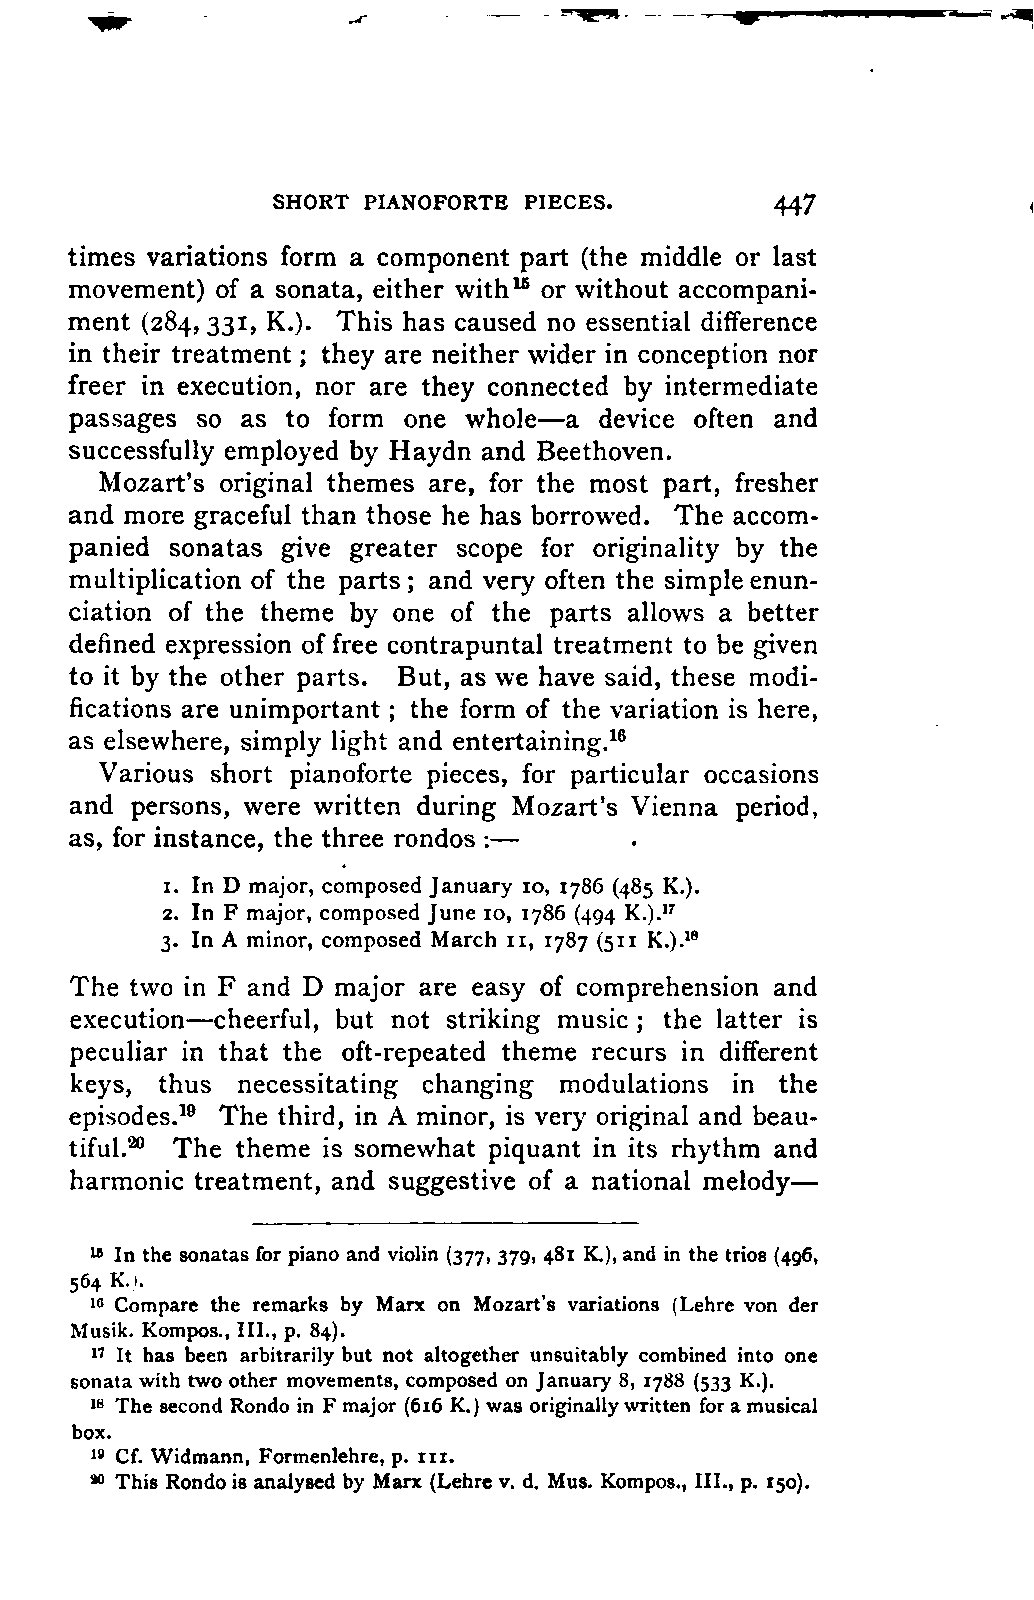 SHORT PIANOFORTE PIECES. 447
times variations form a component part (the middle or last
movement) of a sonata, either with¹⁵ or without accompani-
ment (284, 331, K.). This has caused no essential difference
in their treatment ; they are neither wider in conception nor
freer in execution, nor are they connected by intermediate
passages so as to form one whole—a device often and
successfully employed by Haydn and Beethoven.
Mozart's original themes are, for the most part, fresher
and more graceful than those he has borrowed. The accom-
panied sonatas give greater scope for originality by the
multiplication of the parts ; and very often the simple enun-
ciation of the theme by one of the parts allows a better
defined expression of free contrapuntal treatment to be given
to it by the other parts. But, as we have said, these modi-
fications are unimportant ; the form of the variation is here,
as elsewhere, simply light and entertaining.¹⁶
Various short pianoforte pieces, for particular occasions
and persons, were written during Mozart's Vienna period,
as, for instance, the three rondos :—
1. In D major, composed January 10, 1786 (485 K.).
2. In F major, composed June 10, 1786 (494 K.).¹⁷
3. In A minor, composed March 11, 1787 (511 K.).¹⁸
The two in F and D major are easy of comprehension and
execution—cheerful, but not striking music ; the latter is
peculiar in that the oft-repeated theme recurs in different
keys, thus necessitating changing modulations in the
episodes.¹⁹ The third, in A minor, is very original and beau-
tiful.²⁰ The theme is somewhat piquant in its rhythm and
harmonic treatment, and suggestive of a national melody—
¹⁵ In the sonatas for piano and violin (377, 379, 481 K.), and in the trios (496,
564 K.).
¹⁶ Compare the remarks by Marx on Mozart's variations (Lehre von der
Musik. Kompos., III., p. 84).
¹⁷ It has been arbitrarily but not altogether unsuitably combined into one
sonata with two other movements, composed on January 8, 1788 (533 K.).
¹⁸ The second Rondo in F major (616 K.) was originally written for a musical
box.
¹⁹ Cf. Widmann, Formenlehre, p. 111.
²⁰ This Rondo is analysed by Marx (Lehre v. d. Mus. Kompos., III., p. 150).